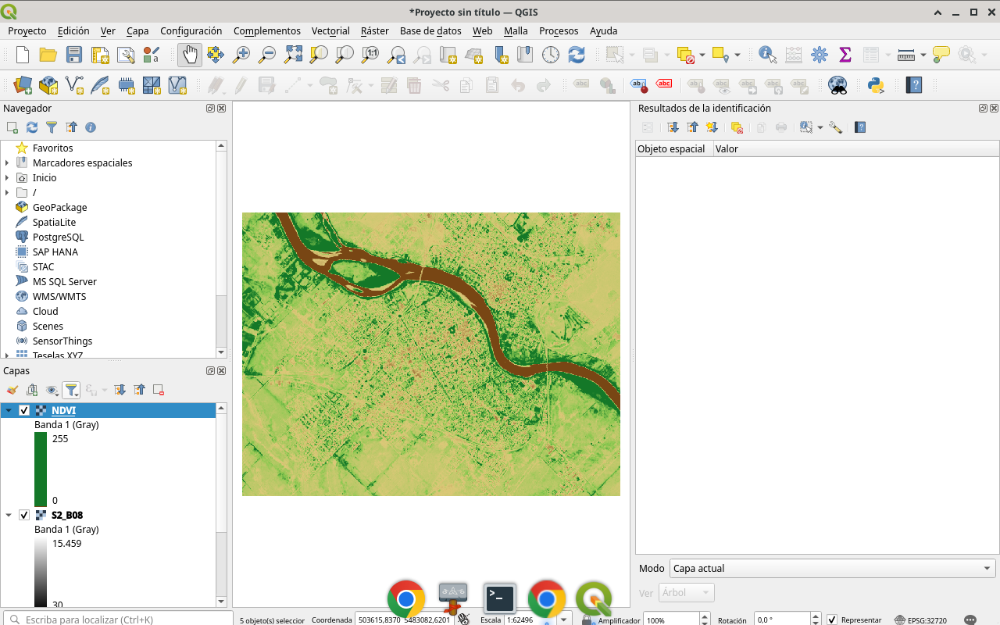 *Proyecto sin título — QGIS
Proyecto Edición Ver Capa Configuración Complementos Vectorial Ráster Base de datos Web Malla Procesos Ayuda
Navegador
Favoritos
Marcadores espaciales
Inicio
/
GeoPackage
SpatiaLite
PostgreSQL
SAP HANA
STAC
MS SQL Server
WMS/WMTS
Cloud
Scenes
SensorThings
Teselas XYZ
Capas
NDVI
Banda 1 (Gray)
255
0
S2_B08
Banda 1 (Gray)
15.459
30
Resultados de la identificación
Objeto espacial Valor
Modo Capa actual
Ver Árbol
Escriba para localizar (Ctrl+K)
5 objeto(s) seleccior Coordenada 503615,8370 5483082,6201 Escala 1:62496 Amplificador 100% Rotación 0,0 ° Representar EPSG:32720